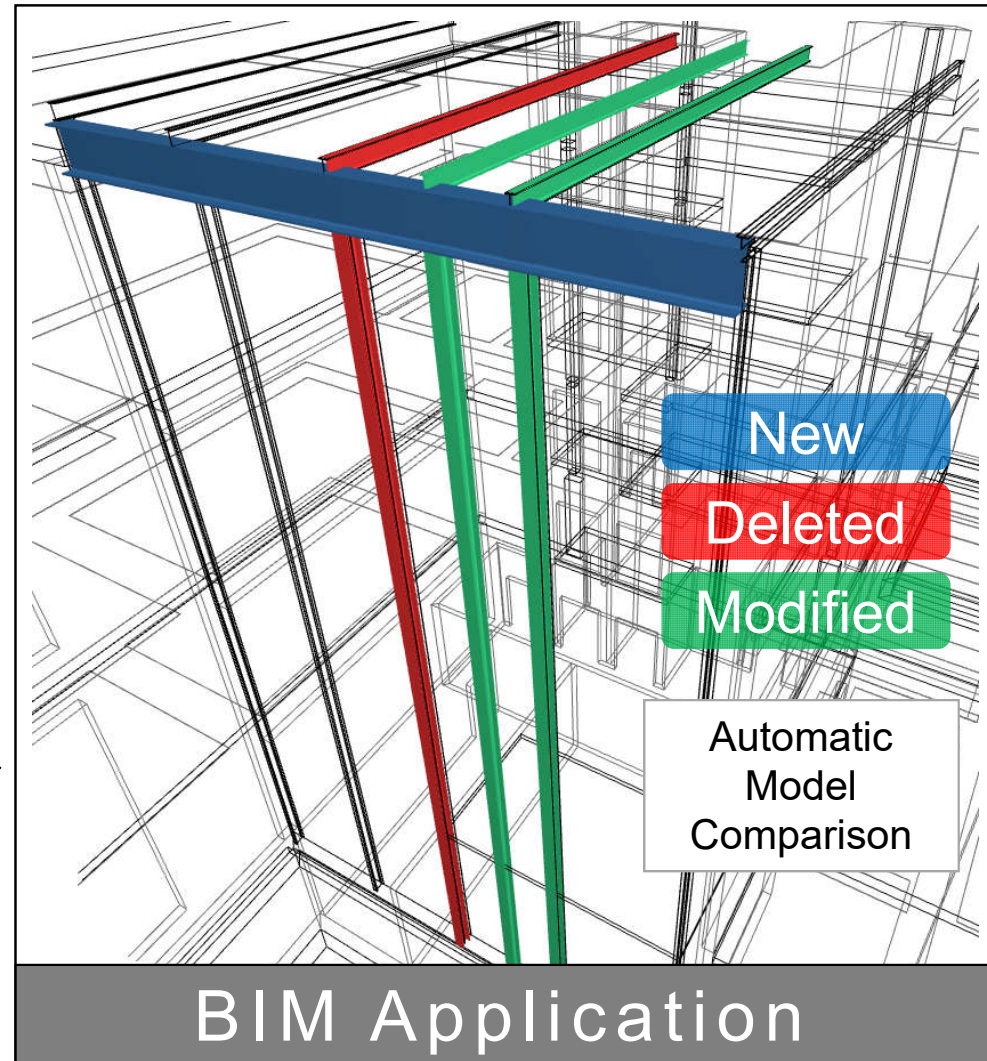 New
Deleted
Modified
Automatic
Model
Comparison
BIM Application